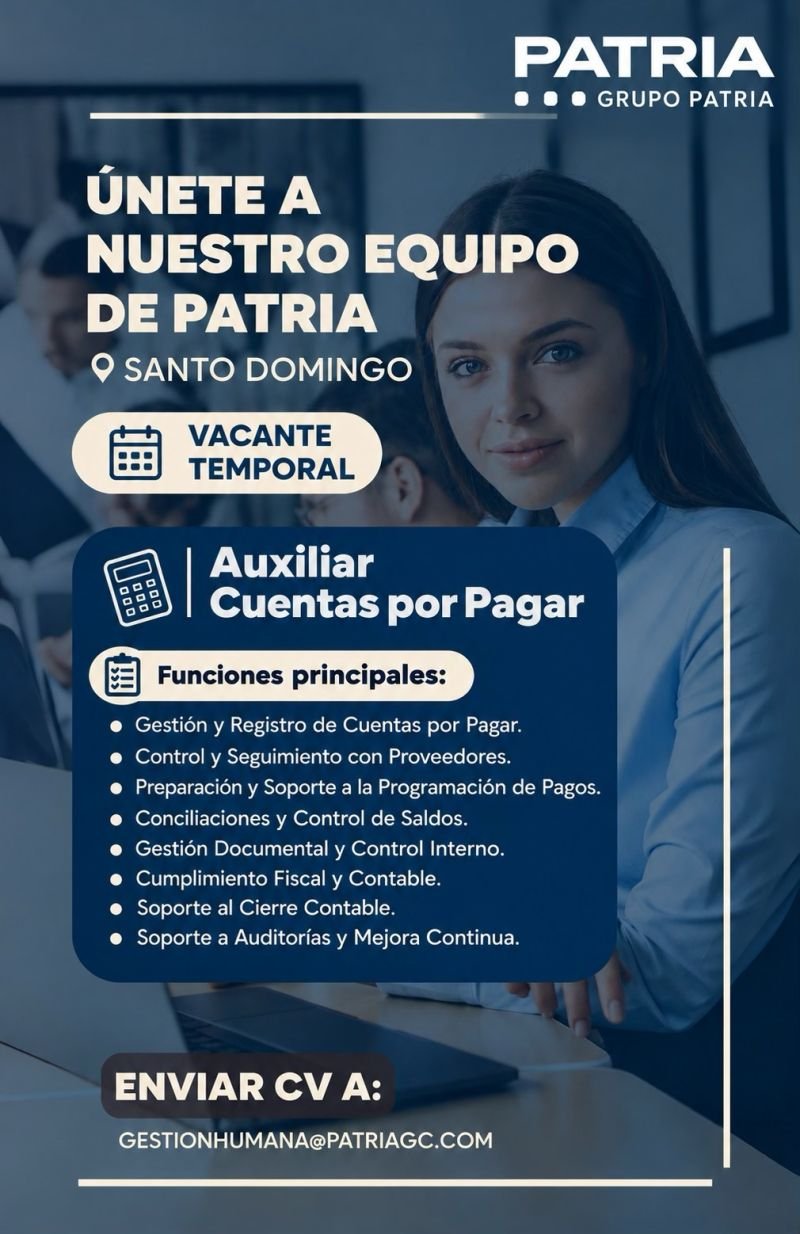 PATRIA
GRUPO PATRIA
ÚNETE A
NUESTRO EQUIPO
DE PATRIA
SANTO DOMINGO
VACANTE
TEMPORAL
Auxiliar
Cuentas por Pagar
Funciones principales:
Gestión y Registro de Cuentas por Pagar.
Control y Seguimiento con Proveedores.
Preparación y Soporte a la Programación de Pagos.
Conciliaciones y Control de Saldos.
Gestión Documental y Control Interno.
Cumplimiento Fiscal y Contable.
Soporte al Cierre Contable.
Soporte a Auditorías y Mejora Continua.
ENVIAR CV A:
GESTIONHUMANA@PATRIAGC.COM